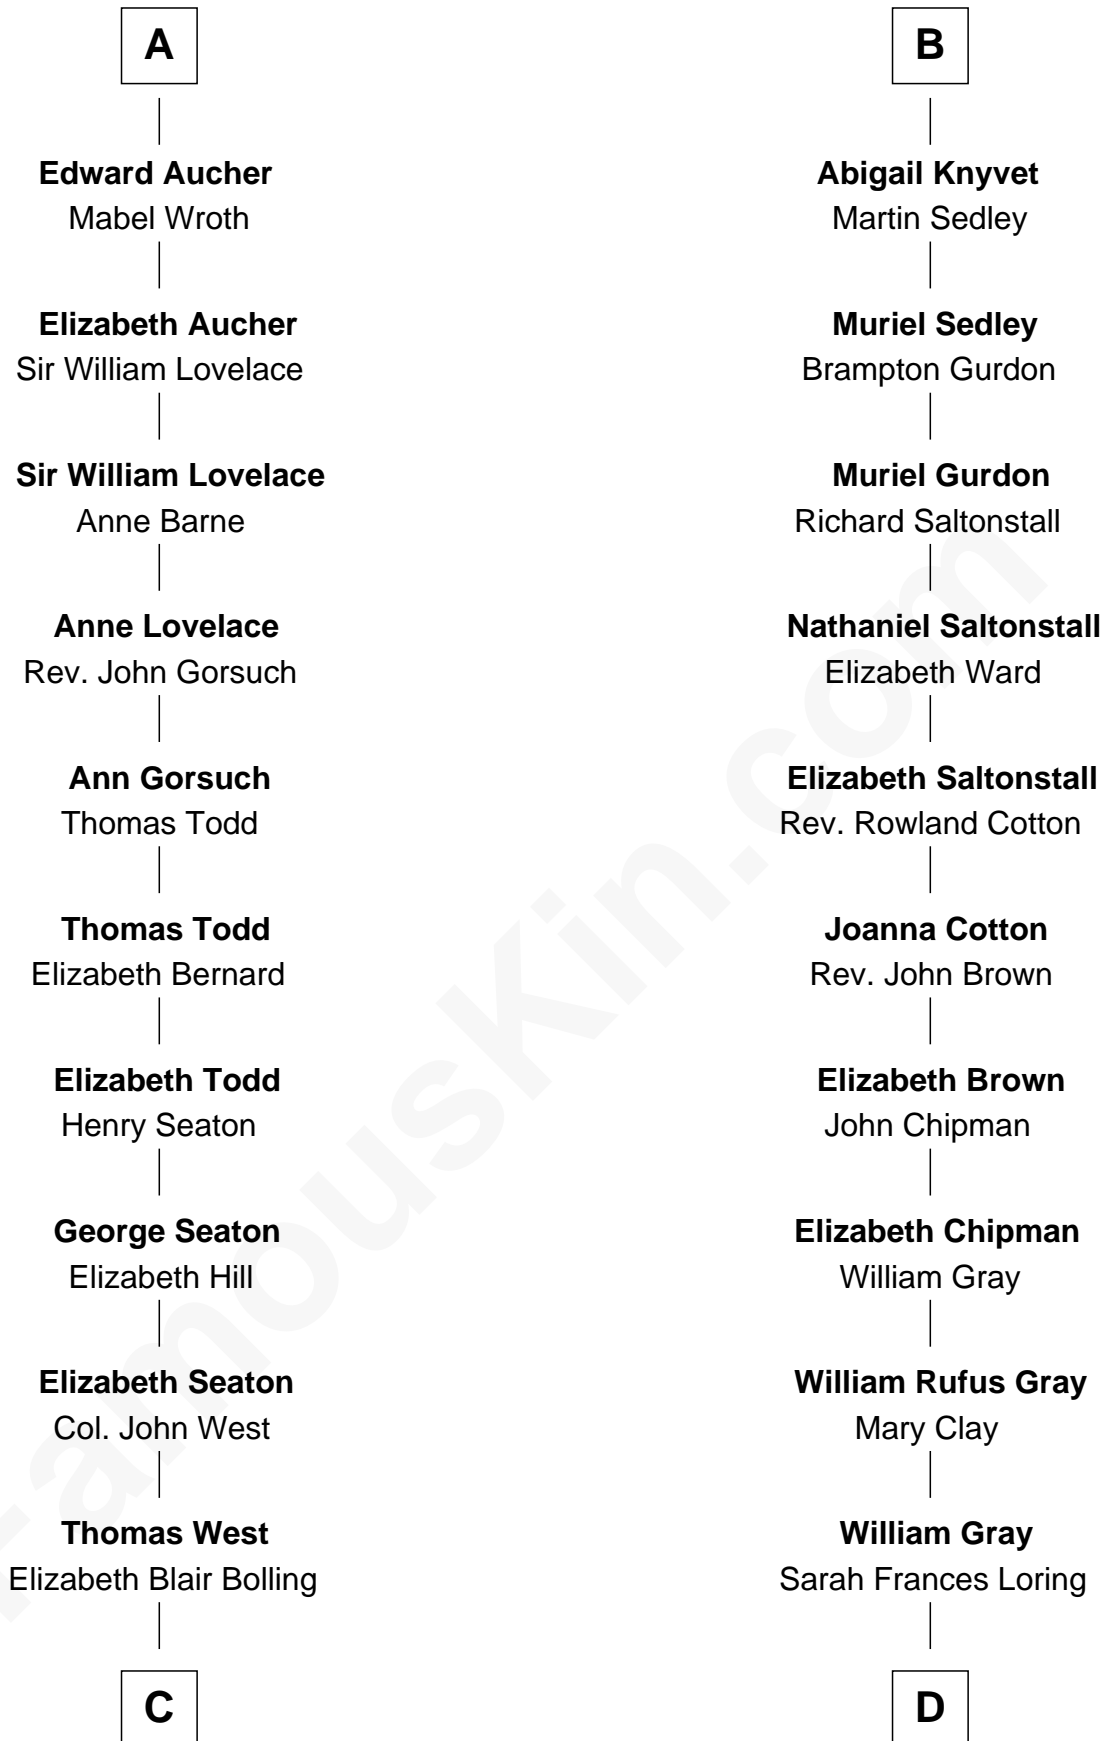 A
Edward Aucher
Mabel Wroth
Elizabeth Aucher
Sir William Lovelace
Sir William Lovelace
Anne Barne
Anne Lovelace
Rev. John Gorsuch
Ann Gorsuch
Thomas Todd
Thomas Todd
Elizabeth Bernard
Elizabeth Todd
Henry Seaton
George Seaton
Elizabeth Hill
Elizabeth Seaton
Col. John West
Thomas West
Elizabeth Blair Bolling
C
B
Abigail Knyvet
Martin Sedley
Muriel Sedley
Brampton Gurdon
Muriel Gurdon
Richard Saltonstall
Nathaniel Saltonstall
Elizabeth Ward
Elizabeth Saltonstall
Rev. Rowland Cotton
Joanna Cotton
Rev. John Brown
Elizabeth Brown
John Chipman
Elizabeth Chipman
William Gray
William Rufus Gray
Mary Clay
William Gray
Sarah Frances Loring
D
FamousKin.com